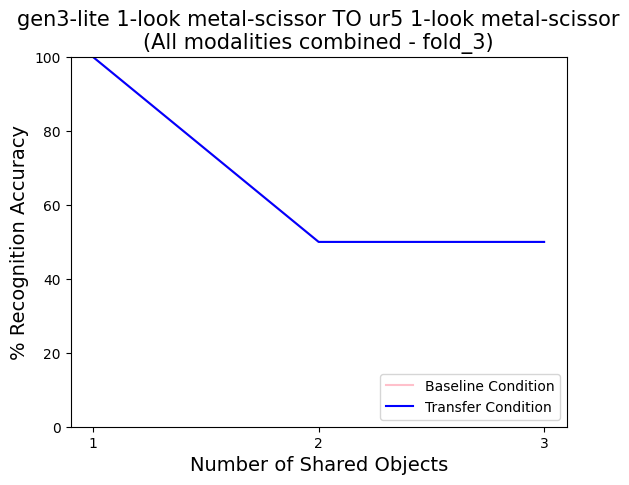 gen3-lite 1-look metal-scissor TO ur5 1-look metal-scissor
(All modalities combined - fold_3)
% Recognition Accuracy
100
80
60
40
20
0
Baseline Condition
Transfer Condition
1
2
3
Number of Shared Objects